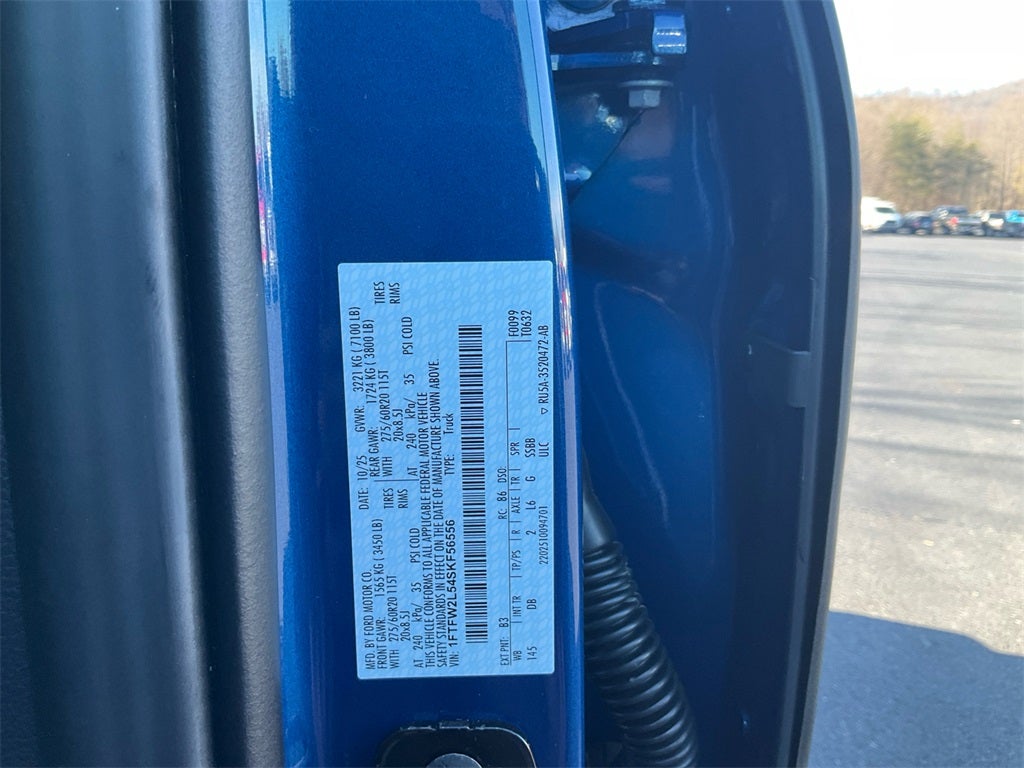 MFD. BY FORD MOTOR CO.
DATE: 10/25 GVWR: 3221 KG ( 7100 LB)
FRONT GAWR: 1565 KG ( 3450 LB) REAR GAWR: 1724 KG ( 3800 LB)
WITH 275/60R20 115T TIRES WITH 275/60R20 115T TIRES
20x8.5J RIMS 20x8.5J RIMS
AT 240 kPa/ 35 PSI COLD AT 240 kPa/ 35 PSI COLD
THIS VEHICLE CONFORMS TO ALL APPLICABLE FEDERAL MOTOR VEHICLE
SAFETY STANDARDS IN EFFECT ON THE DATE OF MANUFACTURE SHOWN ABOVE.
VIN: 1FTFW2L54SKF56556 TYPE: Truck
EXT PNT: B3 RC: 86 DSO: F0099
WB INT TR TP/PS R AXLE TR SPR T0632
145 DB 2 L6 G SSBB
2202510094701 ULC ▽ RU5A-3520472-AB